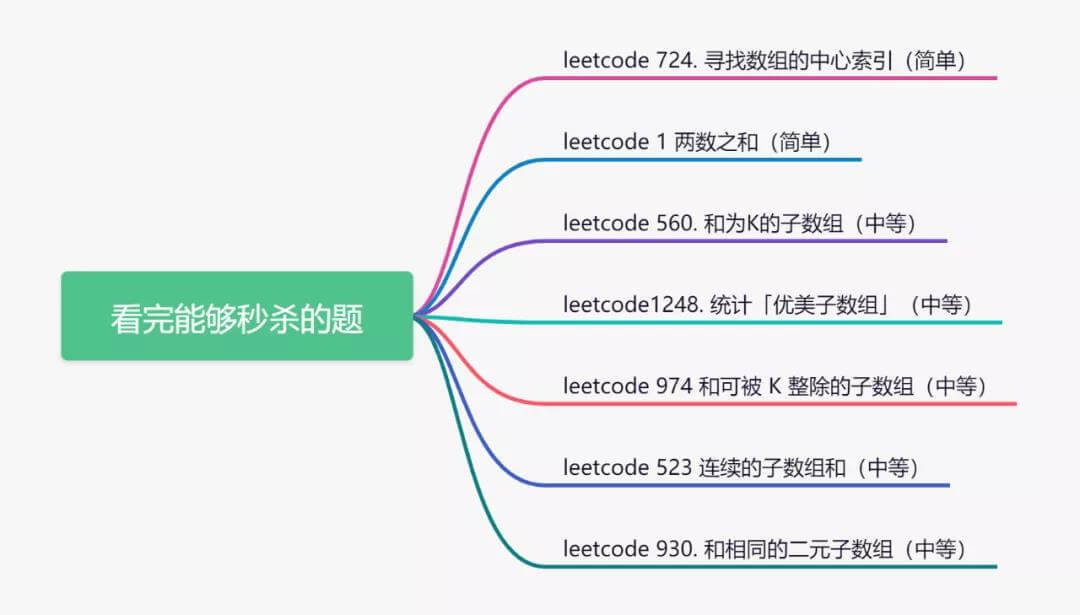 看完能够秒杀的题
leetcode 724. 寻找数组的中心索引（简单）
leetcode 1 两数之和（简单）
leetcode 560. 和为K的子数组（中等）
leetcode1248. 统计「优美子数组」（中等）
leetcode 974 和可被 K 整除的子数组（中等）
leetcode 523 连续的子数组和（中等）
leetcode 930. 和相同的二元子数组（中等）